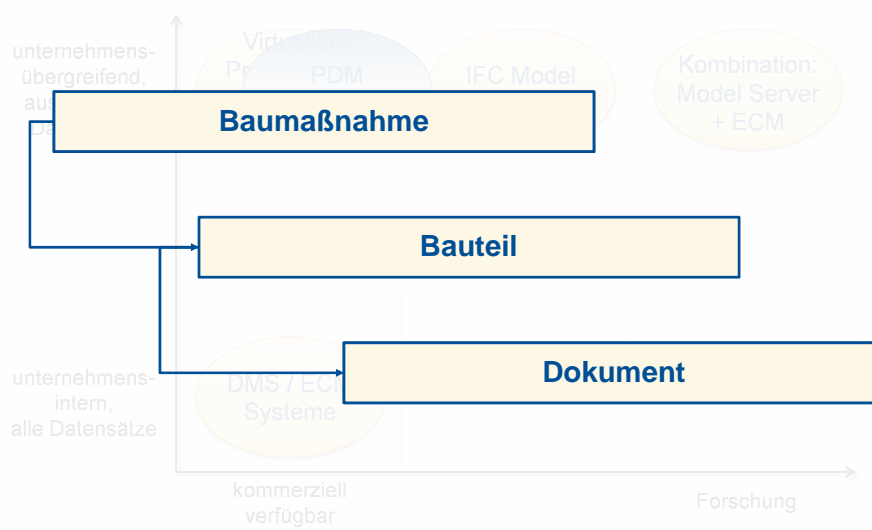 unternehmens-
übergreifend,
Virtueller
PDM
IFC Model
Kombination:
Model Server
+ ECM
Baumaßnahme
Bauteil
Dokument
unternehmens-
intern,
alle Datensätze
DMS / ECM
Systeme
kommerziell
verfügbar
Forschung